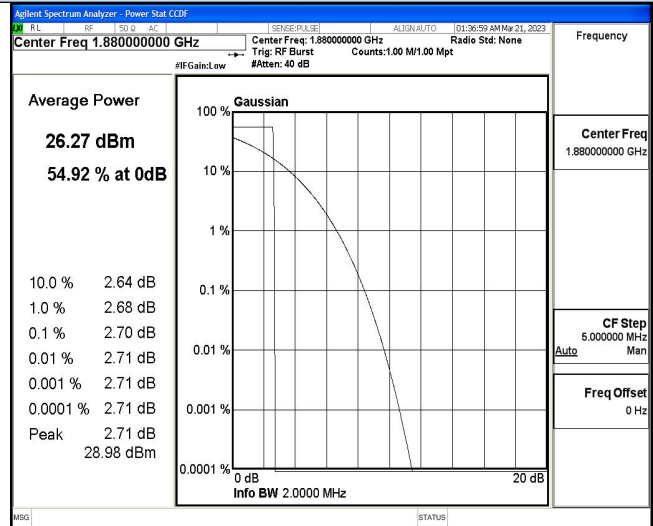 Agilent Spectrum Analyzer - Power Stat CCDF
RL RF 50 Ω AC SENSE:PULSE ALIGN AUTO 01:36:59 AM Mar 21, 2023
Center Freq 1.880000000 GHz
Center Freq: 1.880000000 GHz Radio Std: None
Trig: RF Burst Counts:1.00 M/1.00 Mpt
#IFGain:Low #Atten: 40 dB
Frequency
Average Power
26.27 dBm
54.92 % at 0dB
10.0 % 2.64 dB
1.0 % 2.68 dB
0.1 % 2.70 dB
0.01 % 2.71 dB
0.001 % 2.71 dB
0.0001 % 2.71 dB
Peak 2.71 dB
28.98 dBm
Gaussian
100 %
10 %
1 %
0.1 %
0.01 %
0.001 %
0.0001 %
0 dB 20 dB
Info BW 2.0000 MHz
Center Freq
1.880000000 GHz
CF Step
5.000000 MHz
Auto Man
Freq Offset
0 Hz
MSG STATUS